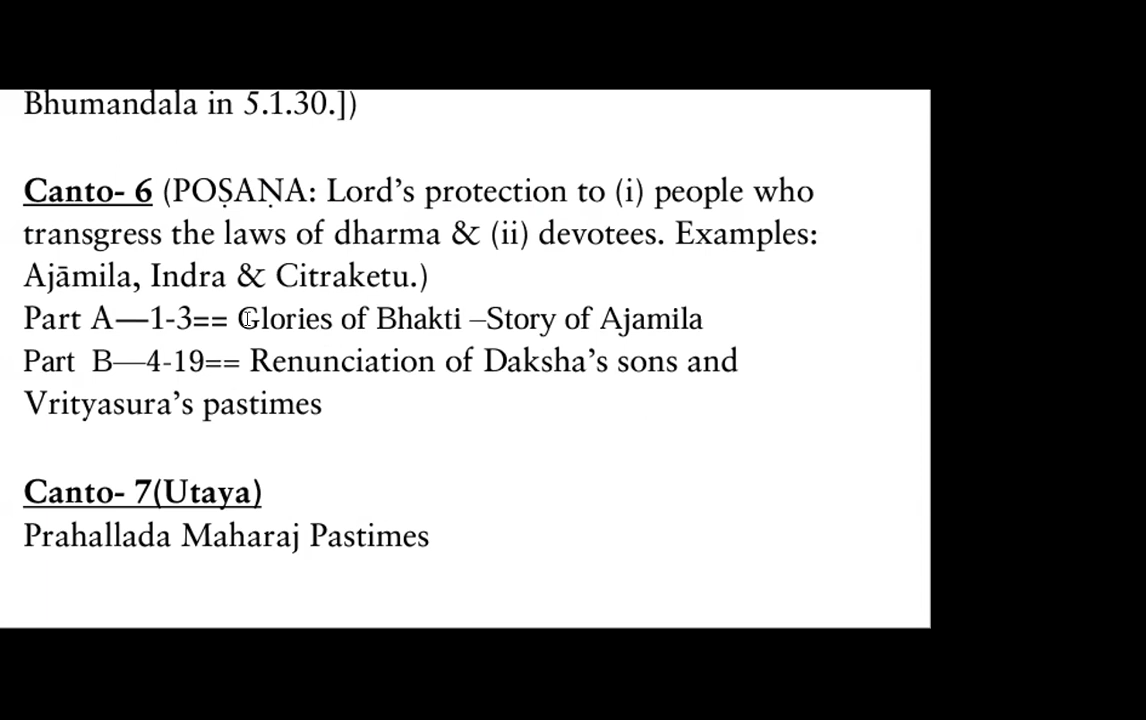 Bhumandala in 5.1.30.])
Canto- 6 (POṢAṆA: Lord’s protection to (i) people who
transgress the laws of dharma & (ii) devotees. Examples:
Ajāmila, Indra & Citraketu.)
Part A—1-3== Glories of Bhakti –Story of Ajamila
Part B—4-19== Renunciation of Daksha’s sons and
Vrityasura’s pastimes
Canto- 7(Utaya)
Prahallada Maharaj Pastimes